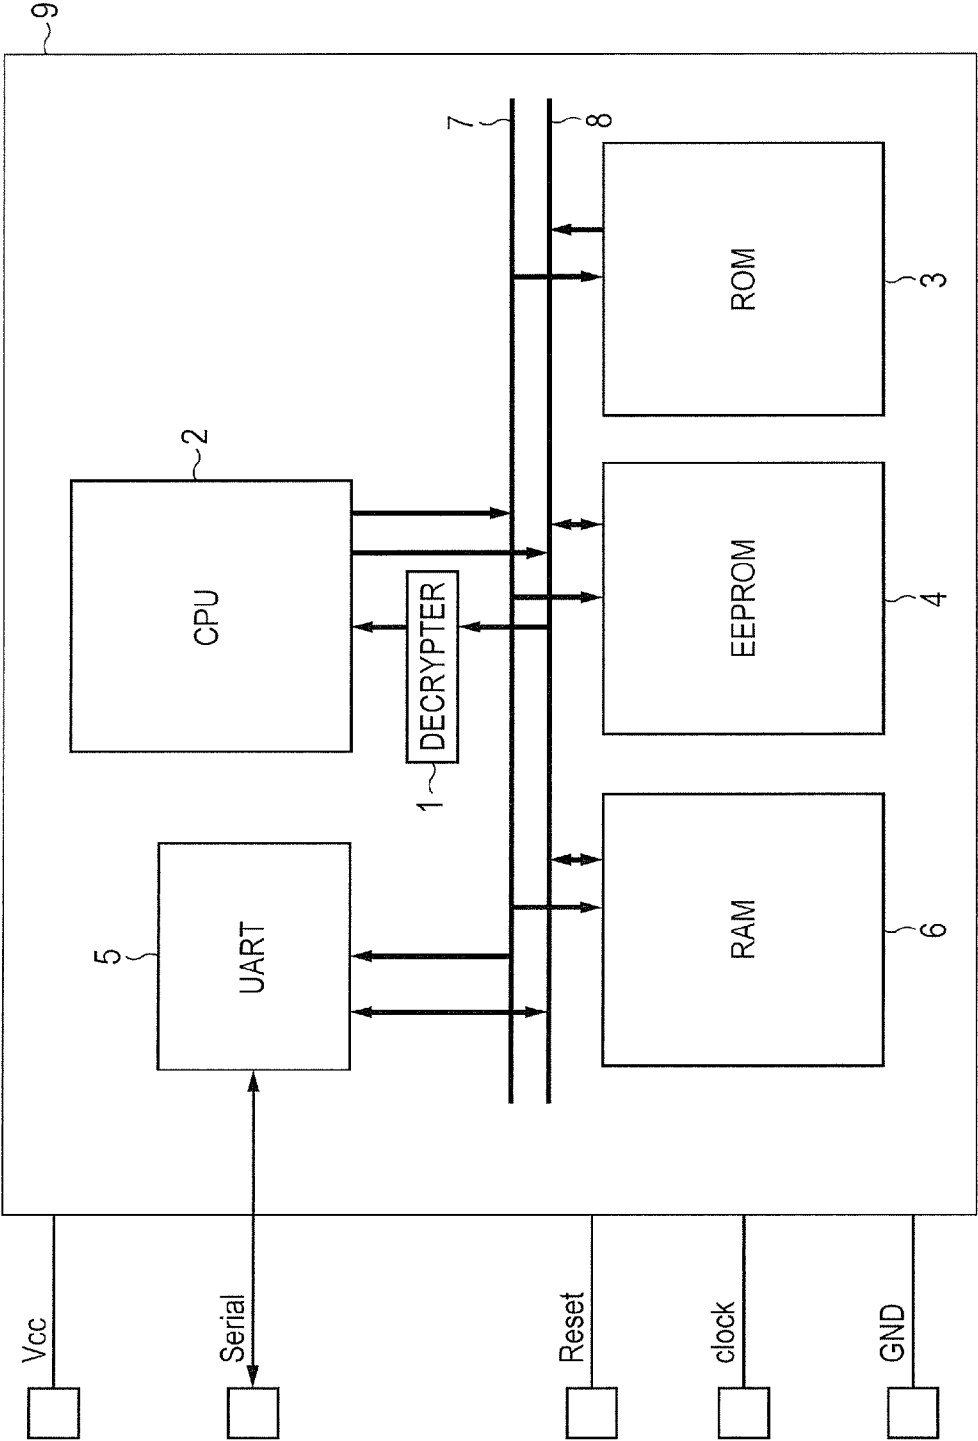 9
Vcc
Serial
Reset
clock
GND
5
UART
2
CPU
1
DECRYPTER
7
8
RAM
6
EEPROM
4
ROM
3